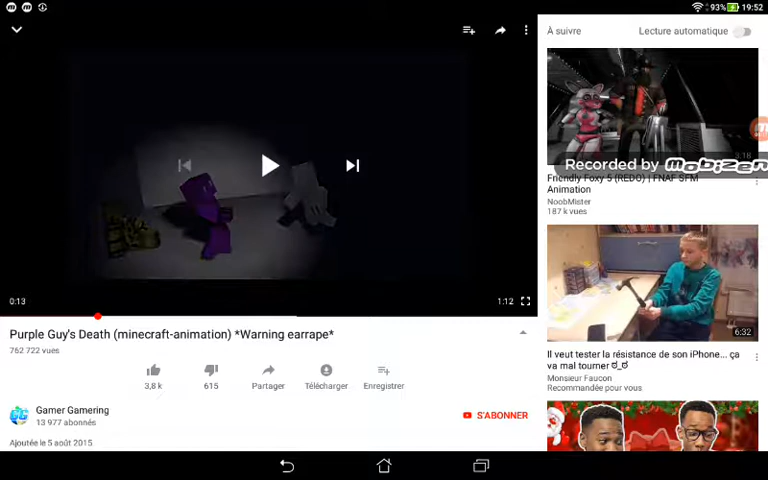 93% 19:52
À suivre
Lecture automatique
3:18
Recorded by mobizen
Friendly Foxy 5 (REDO) | FNAF SFM
Animation
NoobMister
187 k vues
0:13
1:12
Purple Guy's Death (minecraft-animation) *Warning earrape*
762 722 vues
3,8 k
615
Partager
Télécharger
Enregistrer
GG
Gamer Gamering
13 977 abonnés
S'ABONNER
Ajoutée le 5 août 2015
6:32
Il veut tester la résistance de son iPhone... ça
va mal tourner ಠ_ಠ
Monsieur Faucon
Recommandée pour vous